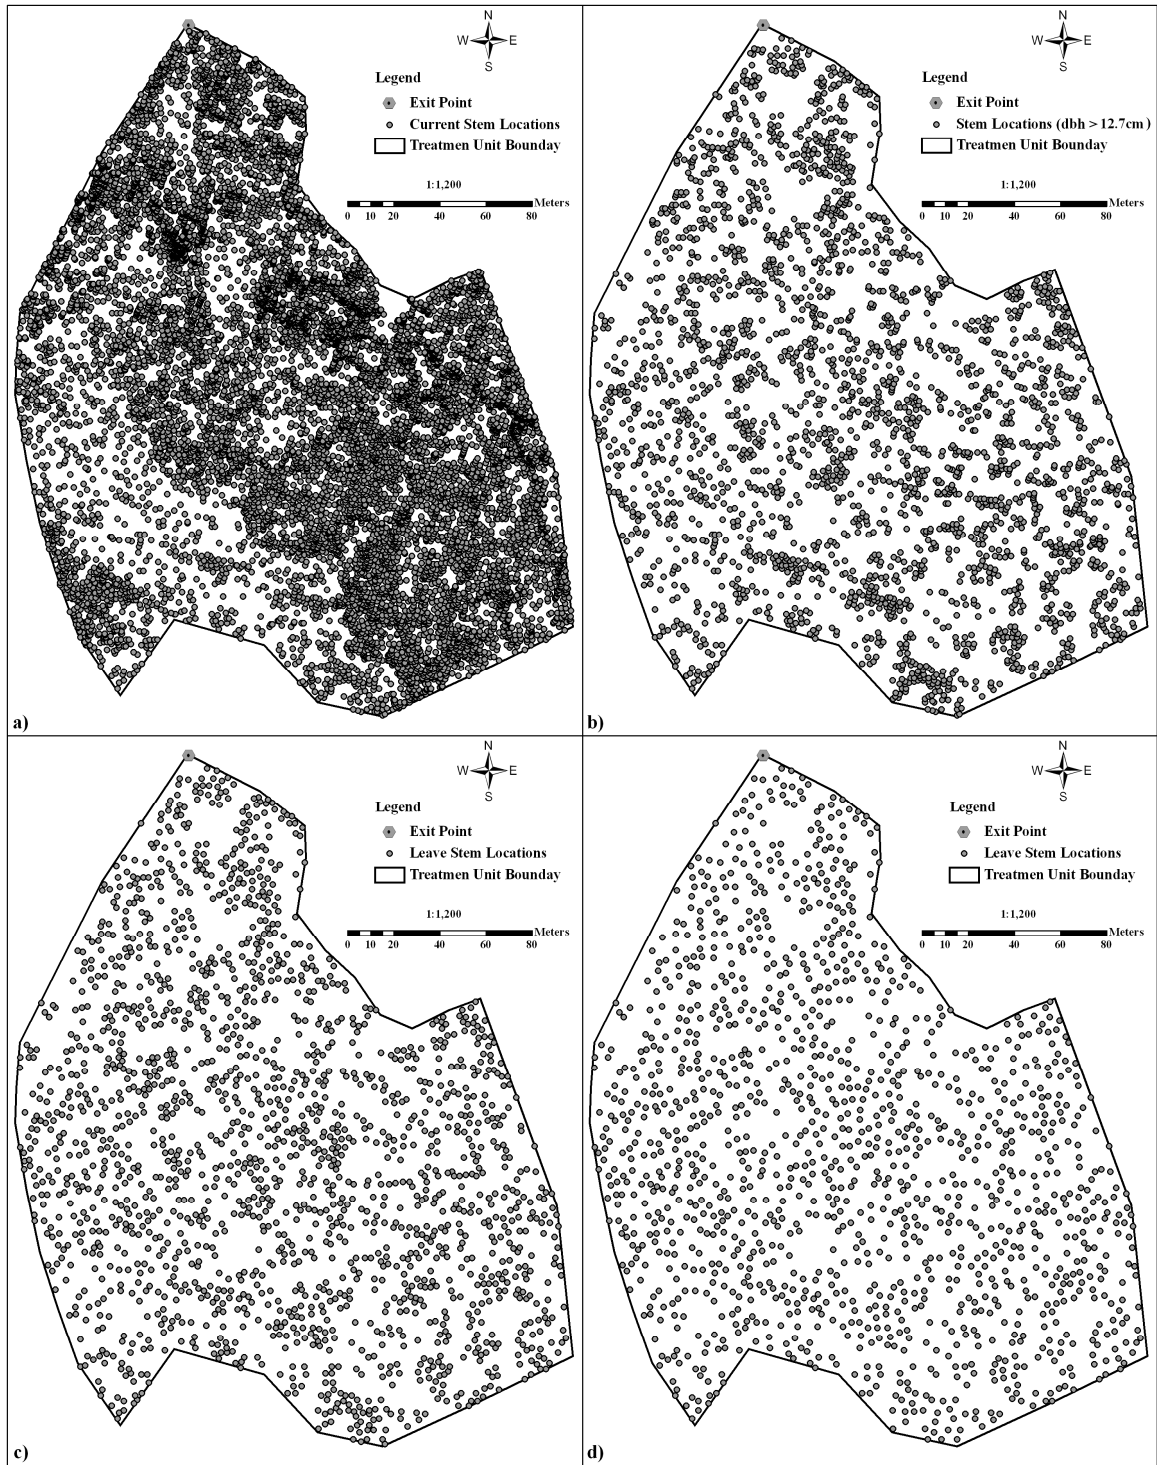 N
W E
S
Legend
Exit Point
Current Stem Locations
Treatmen Unit Bounday
1:1,200
Meters
0 10 20 40 60 80
a)
N
W E
S
Legend
Exit Point
Stem Locations (dbh > 12.7cm )
Treatmen Unit Bounday
1:1,200
Meters
0 10 20 40 60 80
b)
N
W E
S
Legend
Exit Point
Leave Stem Locations
Treatmen Unit Bounday
1:1,200
Meters
0 10 20 40 60 80
c)
N
W E
S
Legend
Exit Point
Leave Stem Locations
Treatmen Unit Bounday
1:1,200
Meters
0 10 20 40 60 80
d)